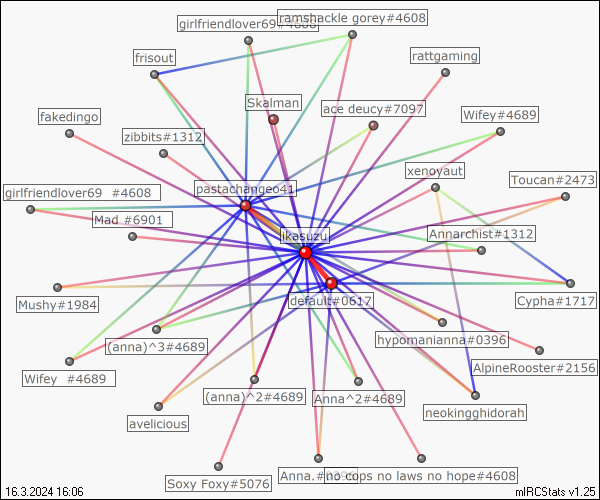 girlfriendlover69#4608
ramshackle gorey#4608
frisout
rattgaming
Skalman
ace deucy#7097
fakedingo
zibbits#1312
Wifey#4689
xenoyaut
pastachangeo41
Toucan#2473
girlfriendlover69 #4608
Mad #6901
ikasuzu
Annarchist#1312
Mushy#1984
default#0617
Cypha#1717
(anna)^3#4689
hypomanianna#0396
AlpineRooster#2156
Wifey #4689
(anna)^2#4689
Anna^2#4689
neokingghidorah
avelicious
Soxy Foxy#5076
Anna.
no cops no laws no hope#4608
16.3.2024 16:06
mIRCStats v1.25